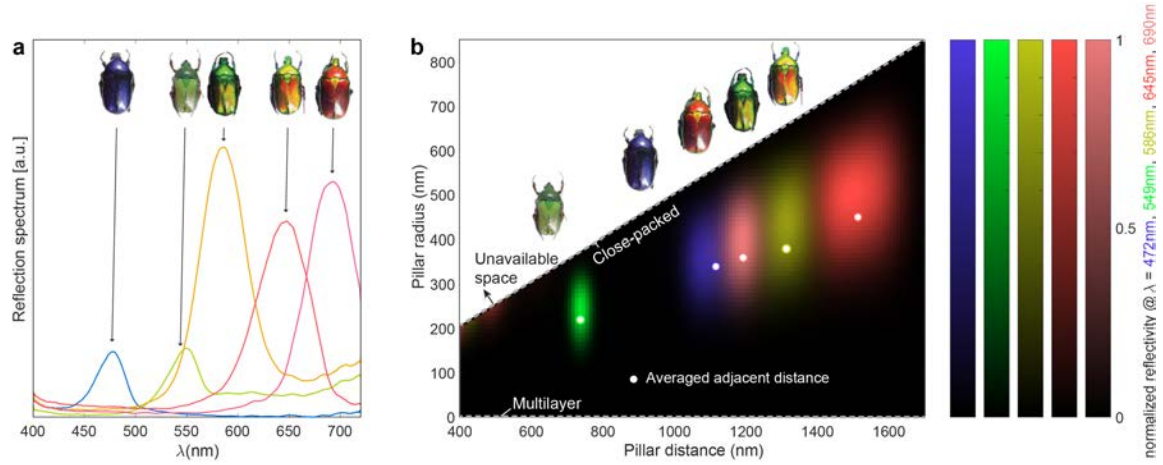 a
Reflection spectrum [a.u.]
400 450 500 550 600 650 700
λ(nm)
b
Pillar radius (nm)
800
700
600
500
400
300
200
100
0
Unavailable
space
Close-packed
Averaged adjacent distance
Multilayer
400 600 800 1000 1200 1400 1600
Pillar distance (nm)
1
0.5
0
normalized reflectivity @ λ = 472nm, 549nm, 586nm, 645nm, 690nm